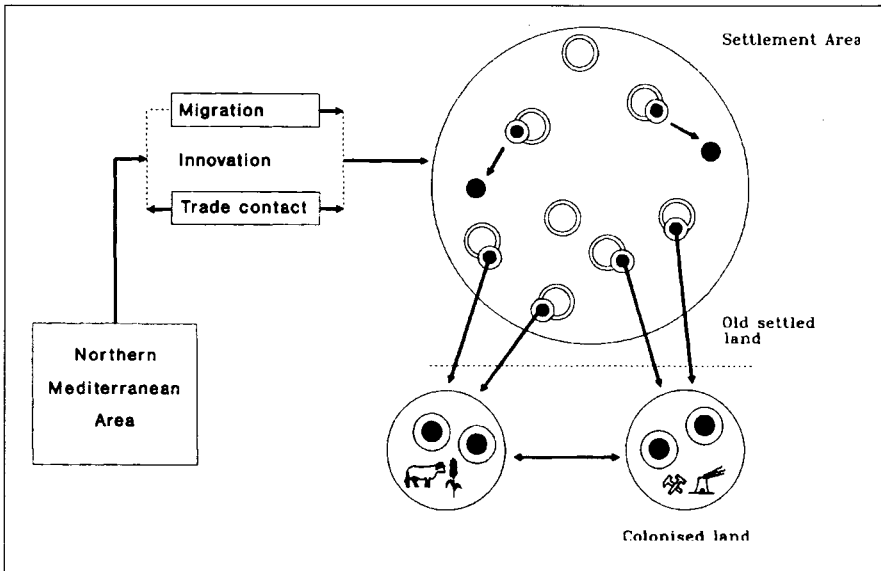 Settlement Area
Migration
Innovation
Trade contact
Old settled
land
Northern
Mediterranean
Area
Colonised land